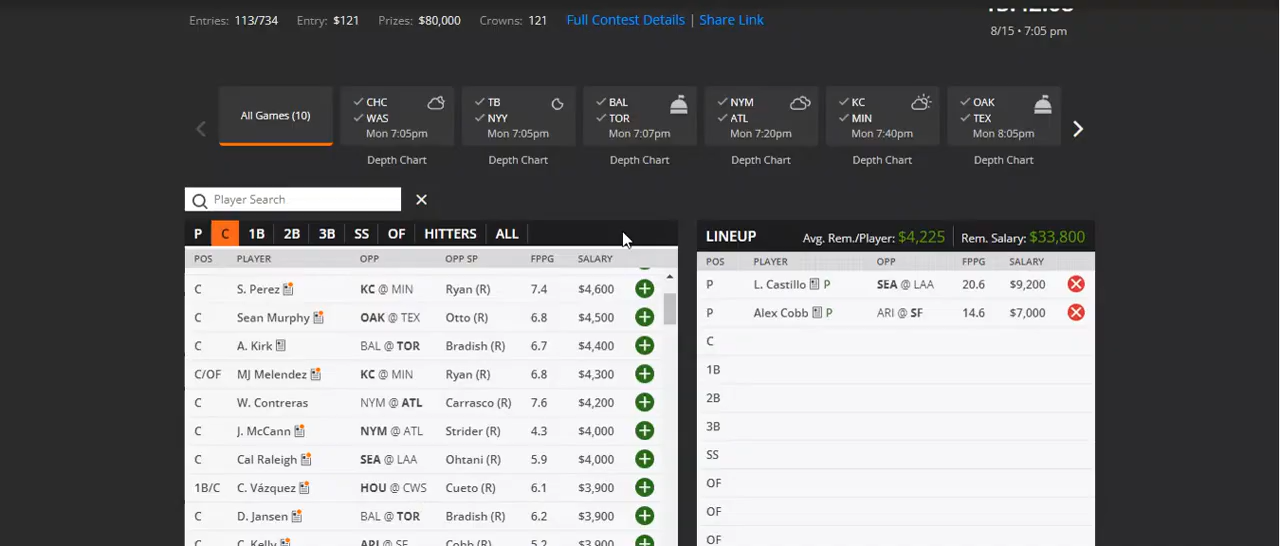 Entries: 113/734 Entry: $121 Prizes: $80,000 Crowns: 121 Full Contest Details | Share Link
8/15 • 7:05 pm
All Games (10)
CHC
WAS
Mon 7:05pm
Depth Chart
TB
NYY
Mon 7:05pm
Depth Chart
BAL
TOR
Mon 7:07pm
Depth Chart
NYM
ATL
Mon 7:20pm
Depth Chart
KC
MIN
Mon 7:40pm
Depth Chart
OAK
TEX
Mon 8:05pm
Depth Chart
Player Search
P C 1B 2B 3B SS OF HITTERS ALL
POS PLAYER OPP OPP SP FPPG SALARY
C S. Perez KC @ MIN Ryan (R) 7.4 $4,600
C Sean Murphy OAK @ TEX Otto (R) 6.8 $4,500
C A. Kirk BAL @ TOR Bradish (R) 6.7 $4,400
C/OF MJ Melendez KC @ MIN Ryan (R) 6.8 $4,300
C W. Contreras NYM @ ATL Carrasco (R) 7.6 $4,200
C J. McCann NYM @ ATL Strider (R) 4.3 $4,000
C Cal Raleigh SEA @ LAA Ohtani (R) 5.9 $4,000
1B/C C. Vázquez HOU @ CWS Cueto (R) 6.1 $3,900
C D. Jansen BAL @ TOR Bradish (R) 6.2 $3,900
C C. Kelly ARI @ SF Cobb (R) 5.2 $3,900
LINEUP Avg. Rem./Player: $4,225 Rem. Salary: $33,800
POS PLAYER OPP FPPG SALARY
P L. Castillo P SEA @ LAA 20.6 $9,200
P Alex Cobb P ARI @ SF 14.6 $7,000
C
1B
2B
3B
SS
OF
OF
OF